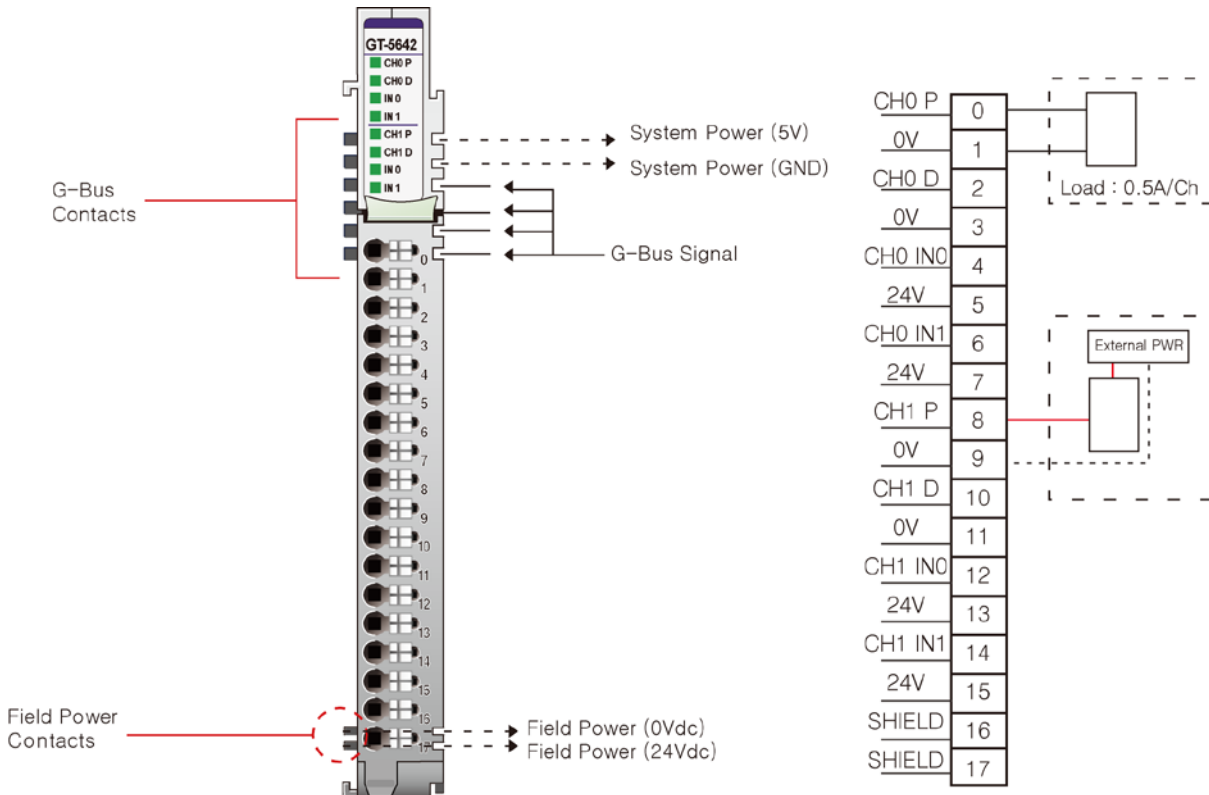 GT-5642
CH0 P
CH0 D
IN 0
IN 1
CH1 P
CH1 D
IN 0
IN 1
G-Bus
Contacts
System Power (5V)
System Power (GND)
G-Bus Signal
0
1
2
3
4
5
6
7
8
9
10
11
12
13
14
15
16
17
Field Power
Contacts
Field Power (0Vdc)
Field Power (24Vdc)
CH0 P 0
0V 1
CH0 D 2
0V 3
CH0 IN0 4
24V 5
CH0 IN1 6
24V 7
CH1 P 8
0V 9
CH1 D 10
0V 11
CH1 IN0 12
24V 13
CH1 IN1 14
24V 15
SHIELD 16
SHIELD 17
Load : 0.5A/Ch
External PWR